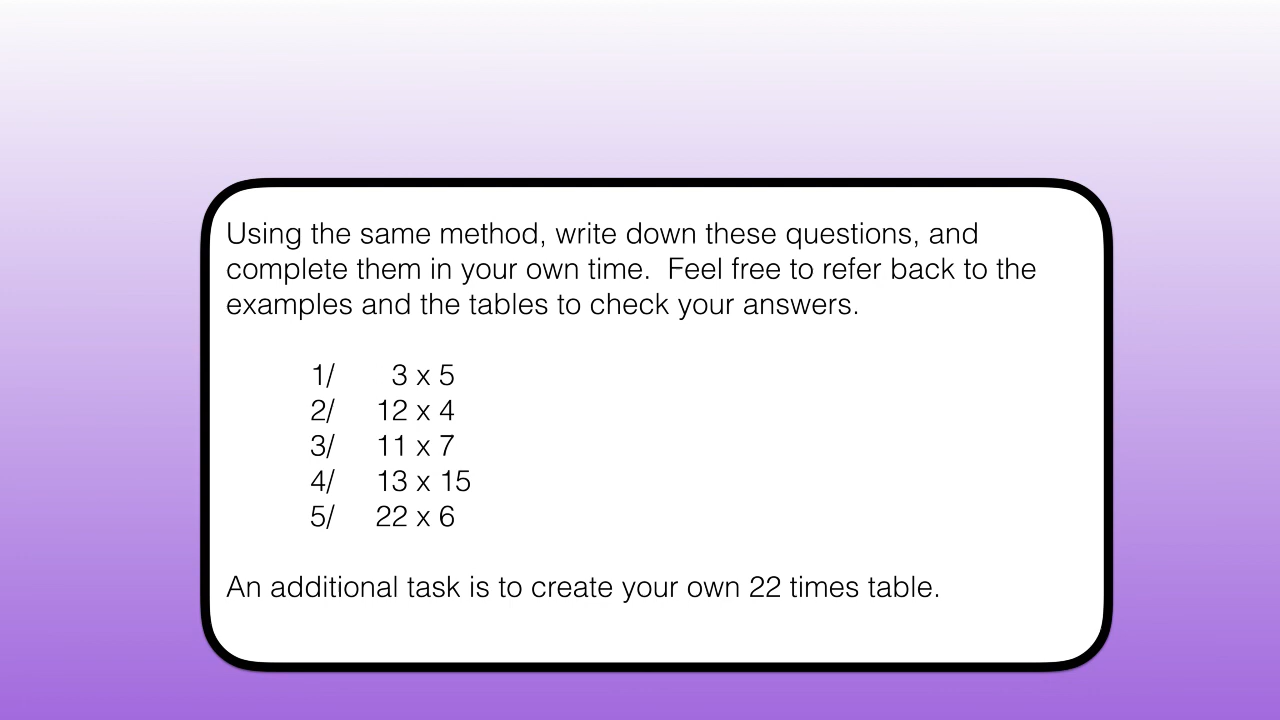 Using the same method, write down these questions, and
complete them in your own time.  Feel free to refer back to the
examples and the tables to check your answers.
1/ 3 x 5
2/ 12 x 4
3/ 11 x 7
4/ 13 x 15
5/ 22 x 6
An additional task is to create your own 22 times table.